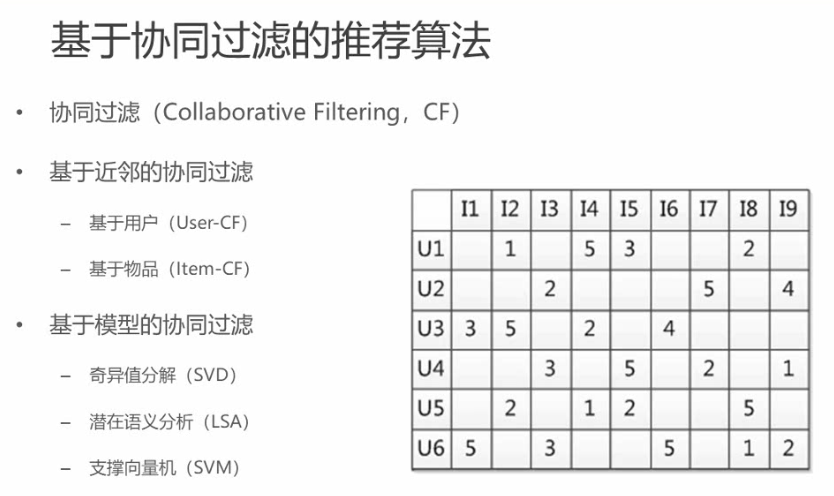 基于协同过滤的推荐算法
• 协同过滤（Collaborative Filtering，CF）
• 基于近邻的协同过滤
– 基于用户（User-CF）
– 基于物品（Item-CF）
• 基于模型的协同过滤
– 奇异值分解（SVD）
– 潜在语义分析（LSA）
– 支撑向量机（SVM）
I1 I2 I3 I4 I5 I6 I7 I8 I9
U1 1 5 3 2
U2 2 5 4
U3 3 5 2 4
U4 3 5 2 1
U5 2 1 2 5
U6 5 3 5 1 2